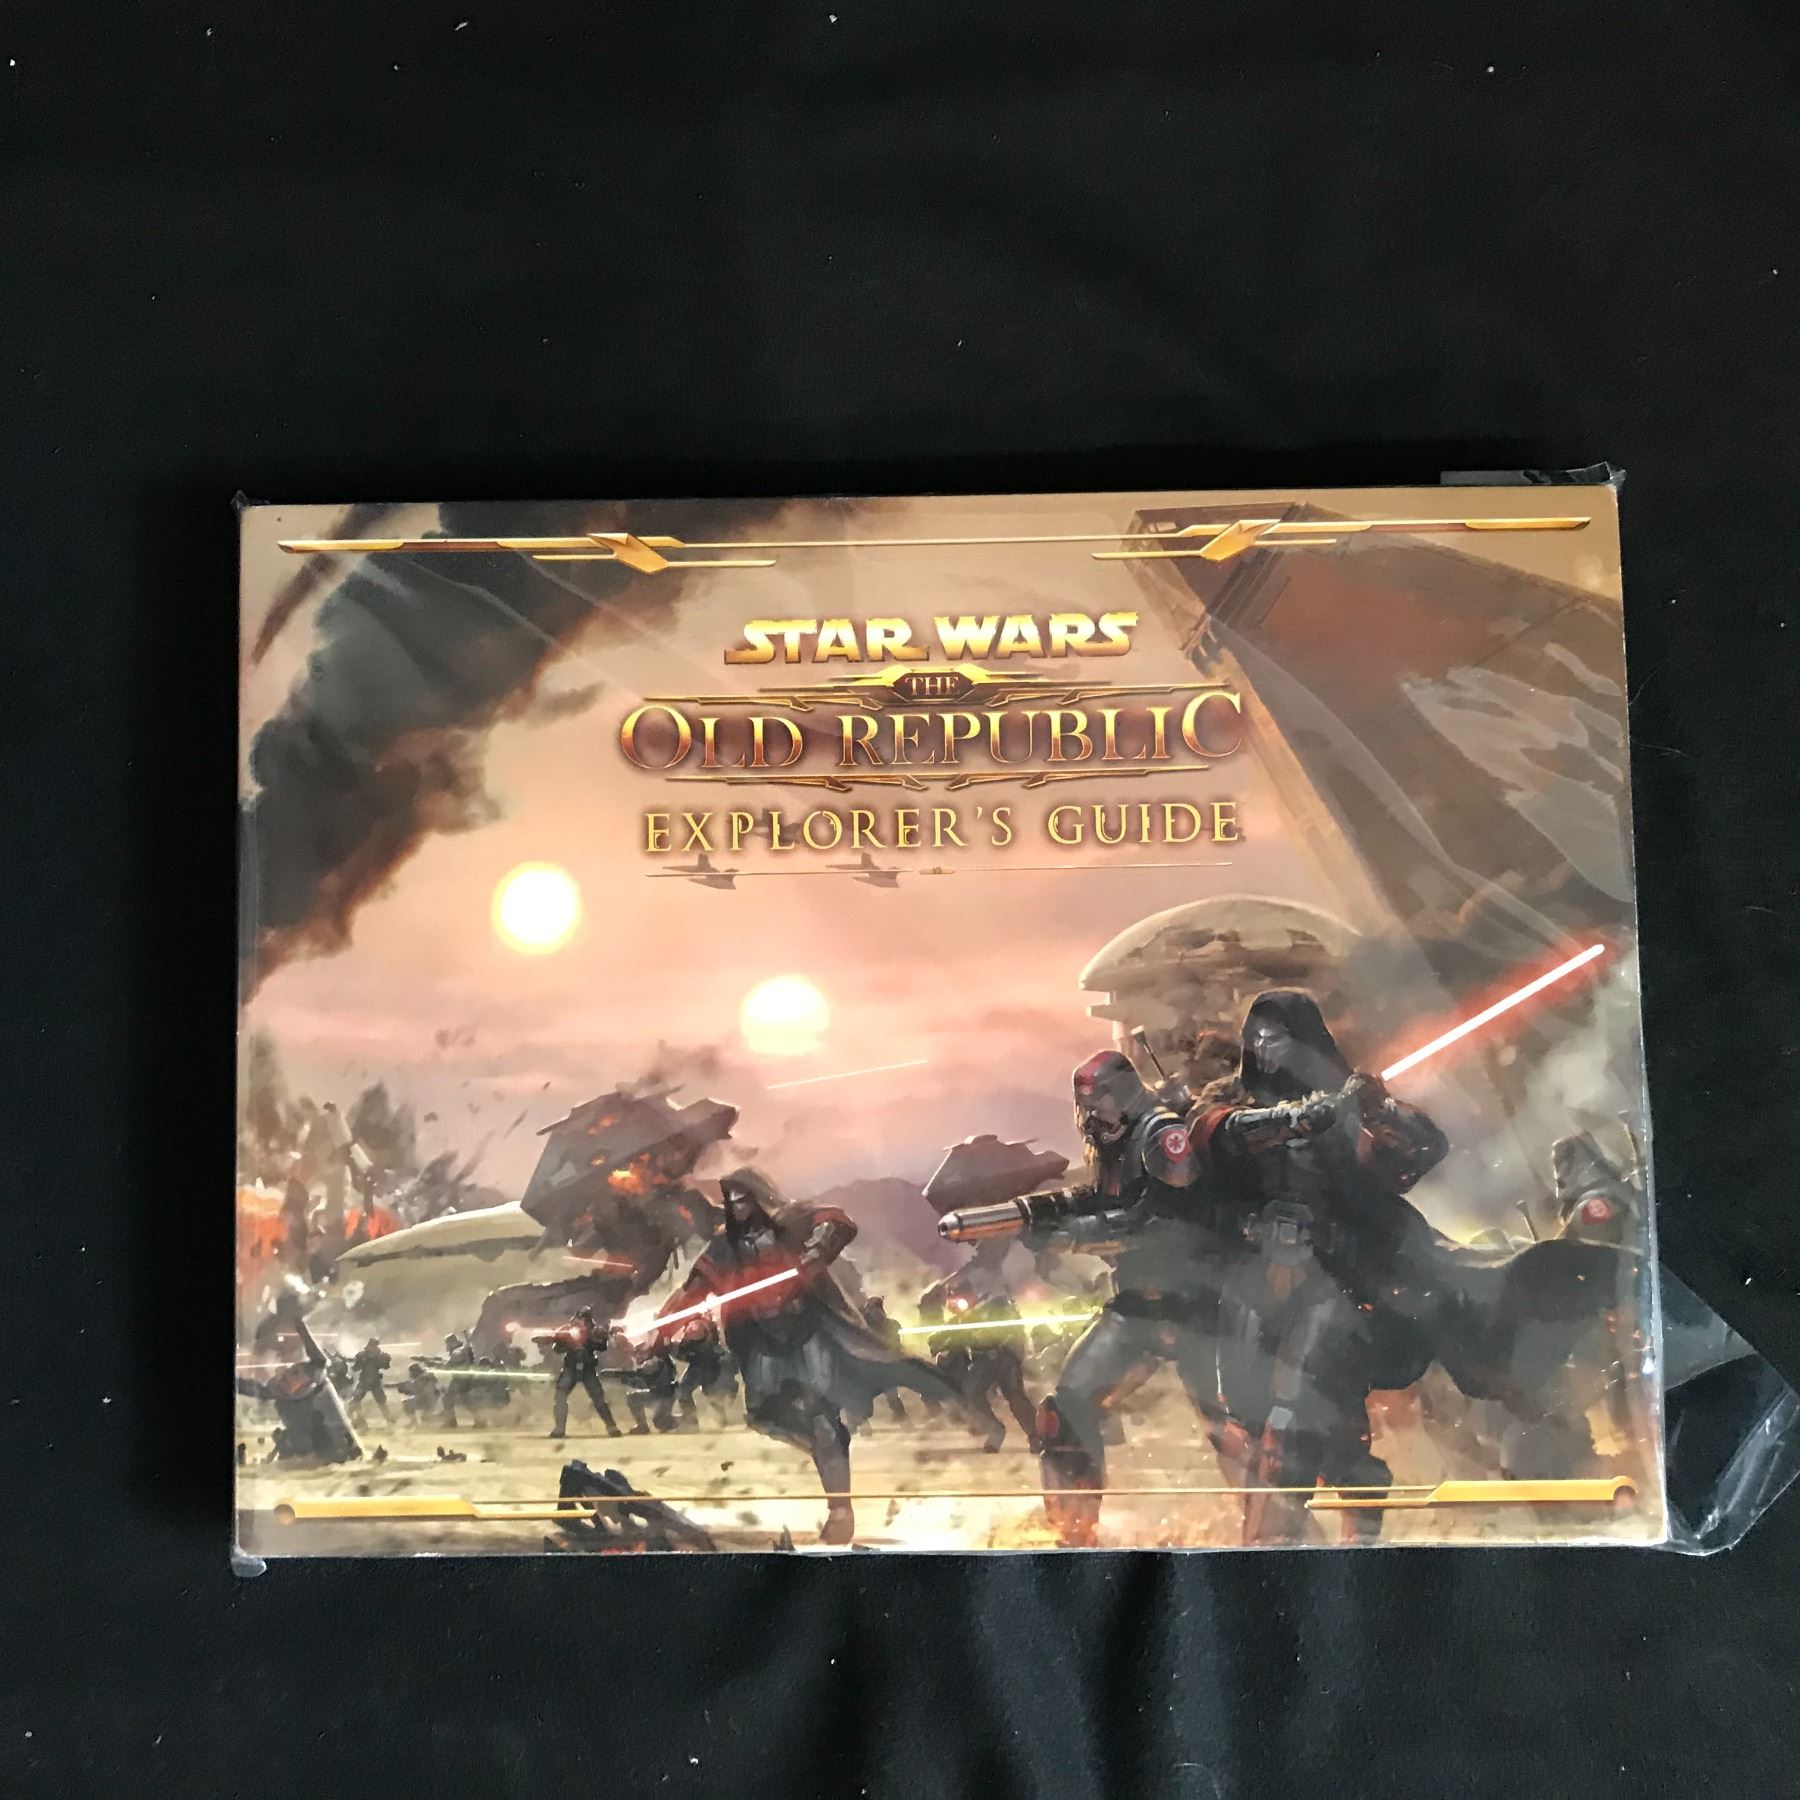 STAR WARS
THE
OLD REPUBLIC
EXPLORER'S GUIDE